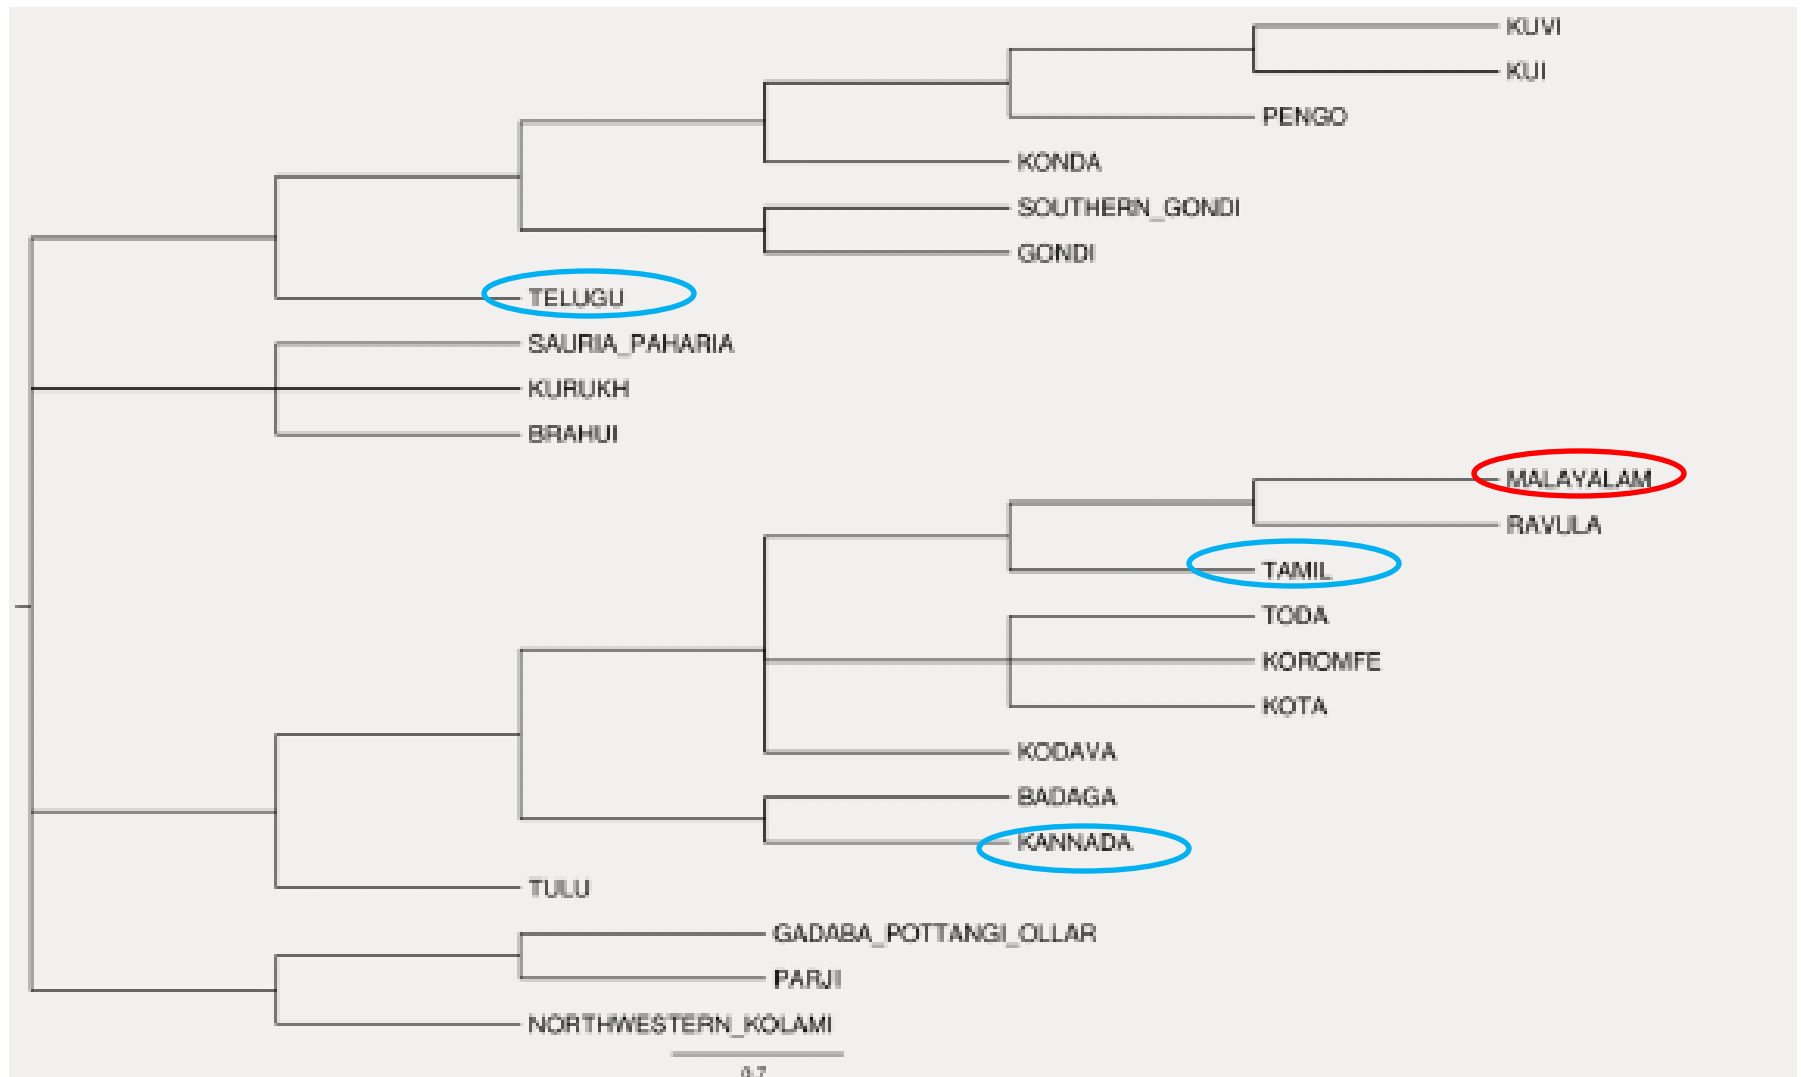 KUVI
KUI
PENGO
KONDA
SOUTHERN_GONDI
GONDI
TELUGU
SAURIA_PAHARIA
KURUKH
BRAHUI
MALAYALAM
RAVULA
TAMIL
TODA
KOROMFE
KOTA
KODAVA
BADAGA
KANNADA
TULU
GADABA_POTTANGI_OLLAR
PARJI
NORTHWESTERN_KOLAMI